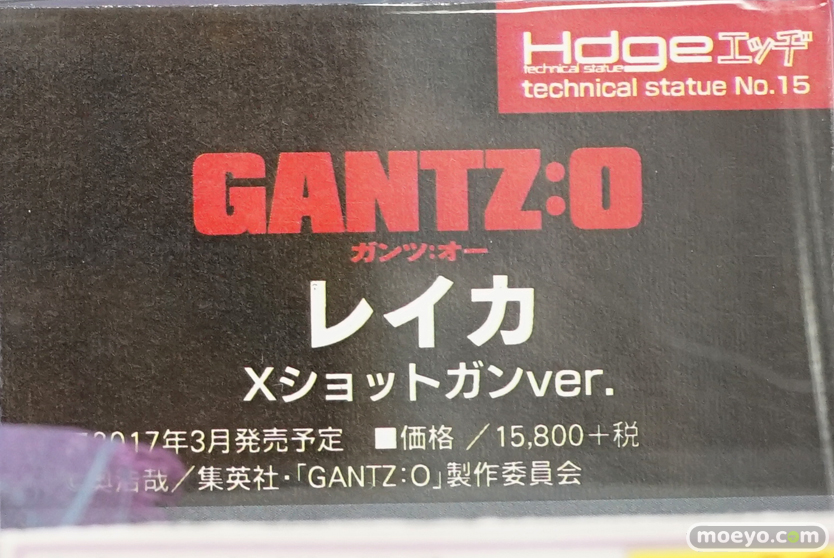 Hdgeエッヂ
technical statue
technical statue No.15
GANTZ:O
ガンツ:オー
レイカ
Xショットガンver.
2017年3月発売予定 ■価格 ／15,800＋税
©奥浩哉／集英社・「GANTZ:O」製作委員会
moeyo.com